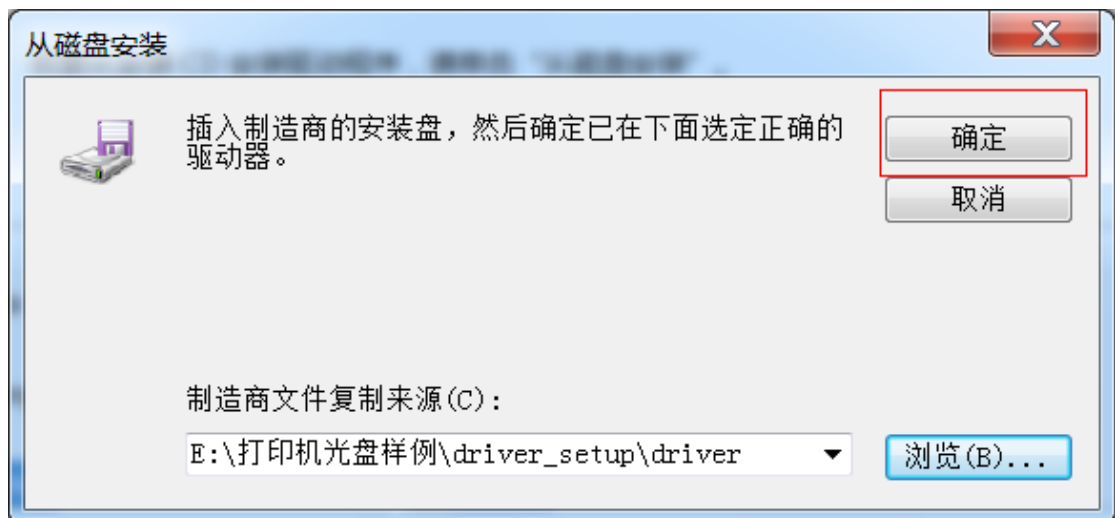 从磁盘安装
插入制造商的安装盘，然后确定已在下面选定正确的
驱动器。
确定
取消
制造商文件复制来源(C):
E:\打印机光盘样例\driver_setup\driver
浏览(B)...